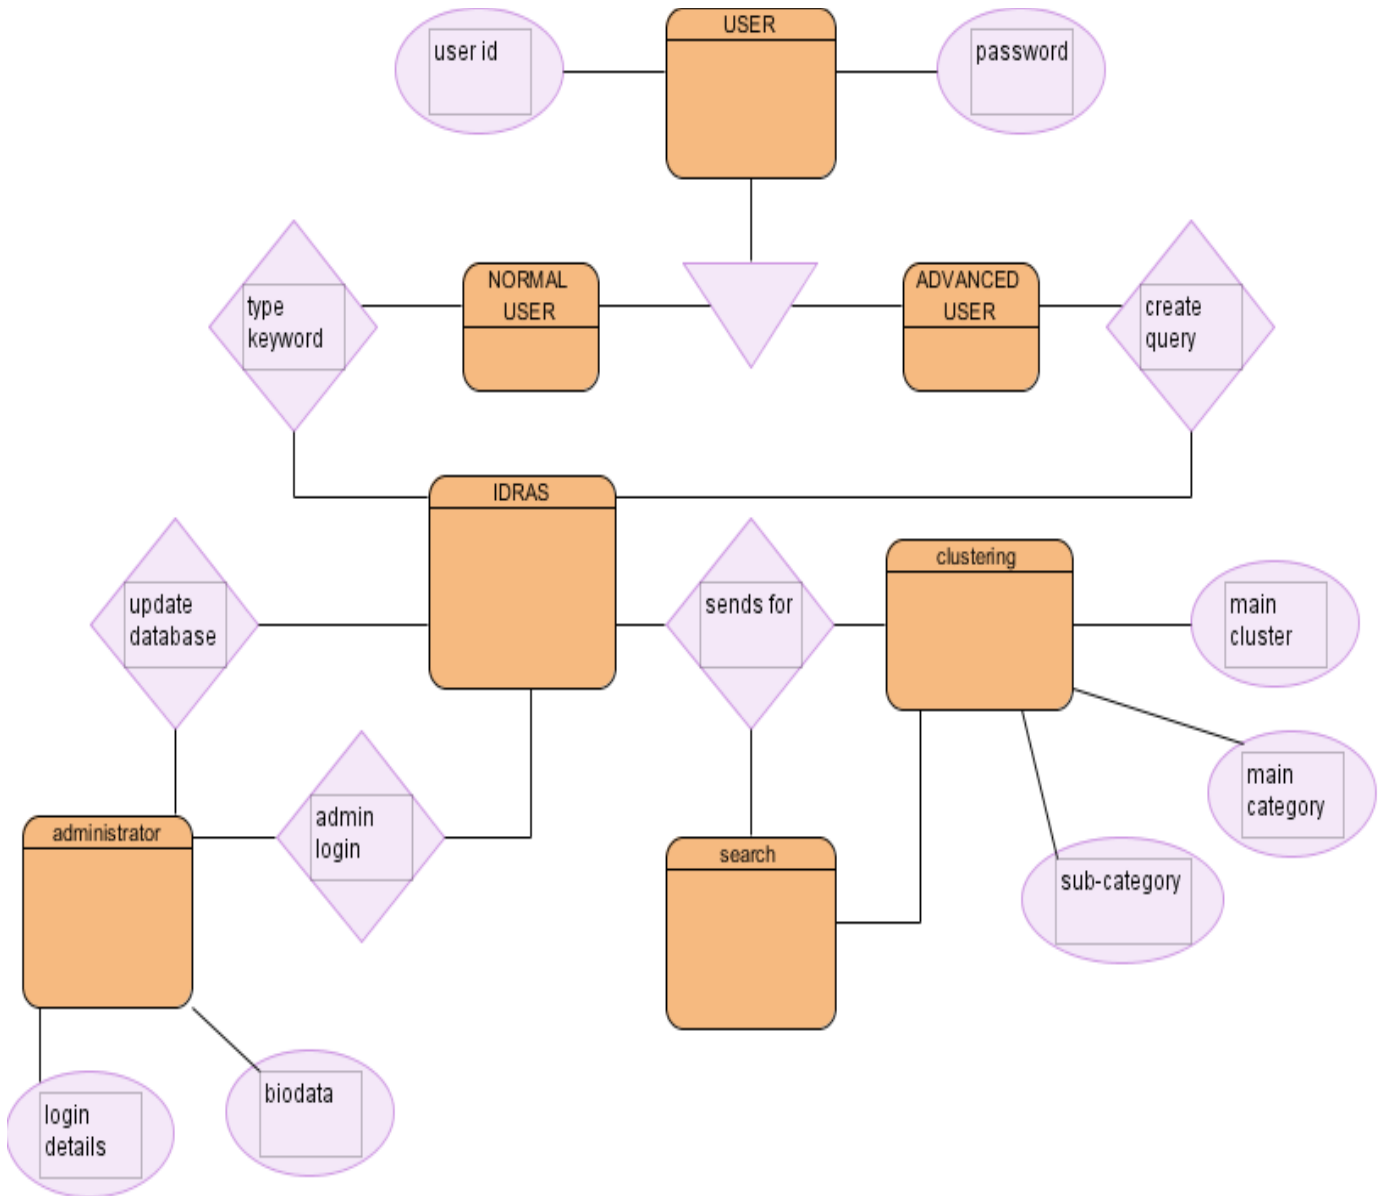 user id
USER
password
NORMAL
USER
ADVANCED
USER
type
keyword
create
query
IDRAS
clustering
update
database
sends for
main
cluster
main
category
admin
login
administrator
search
sub-category
biodata
login
details